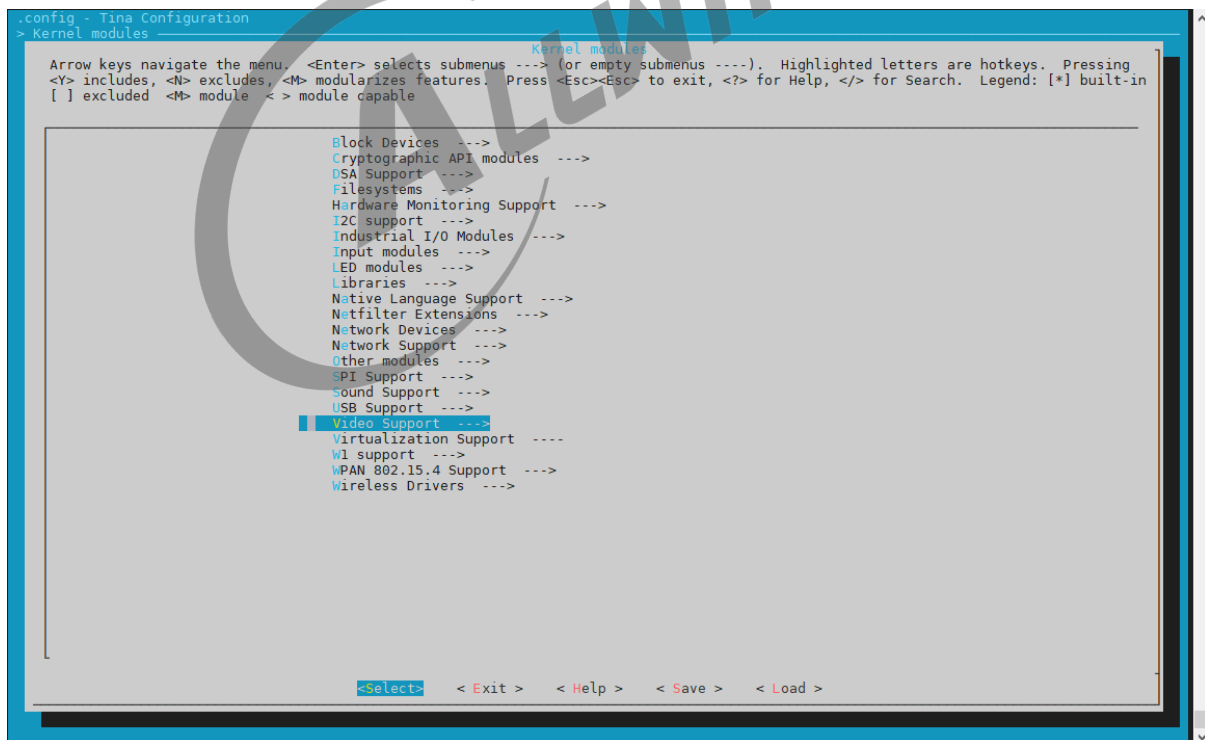 .config - Tina Configuration
> Kernel modules
Kernel modules
Arrow keys navigate the menu. <Enter> selects submenus ---> (or empty submenus ----). Highlighted letters are hotkeys. Pressing
<Y> includes, <N> excludes, <M> modularizes features. Press <Esc><Esc> to exit, <?> for Help, </> for Search. Legend: [*] built-in
[ ] excluded <M> module < > module capable
Block Devices --->
Cryptographic API modules --->
DSA Support --->
Filesystems --->
Hardware Monitoring Support --->
I2C support --->
Industrial I/O Modules --->
Input modules --->
LED modules --->
Libraries --->
Native Language Support --->
Netfilter Extensions --->
Network Devices --->
Network Support --->
Other modules --->
SPI Support --->
Sound Support --->
USB Support --->
Video Support --->
Virtualization Support ----
W1 support --->
WPAN 802.15.4 Support --->
Wireless Drivers --->
<Select> < Exit > < Help > < Save > < Load >